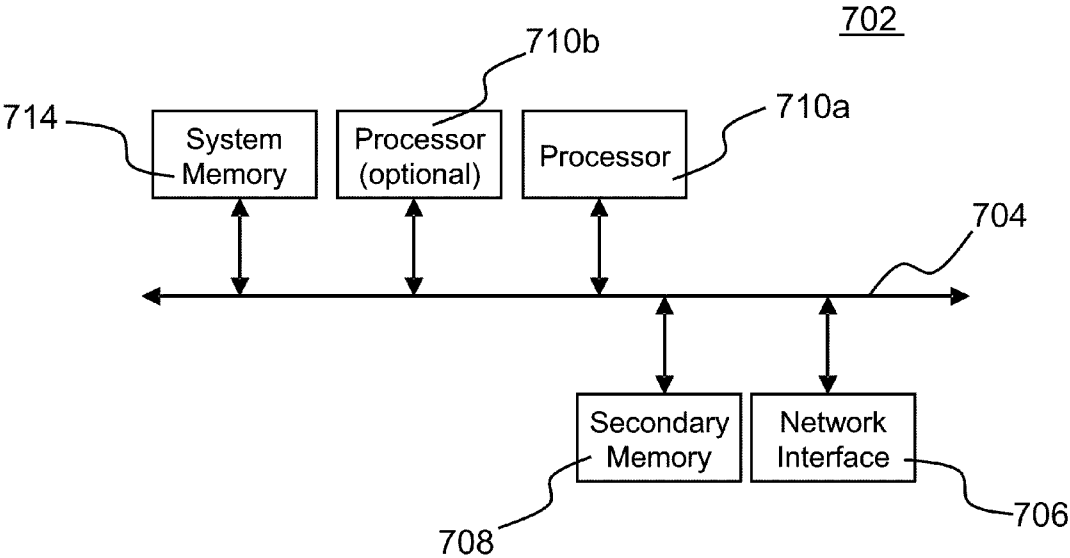 702
710b
714
710a
System
Memory
Processor
(optional)
Processor
704
Secondary
Memory
Network
Interface
708
706